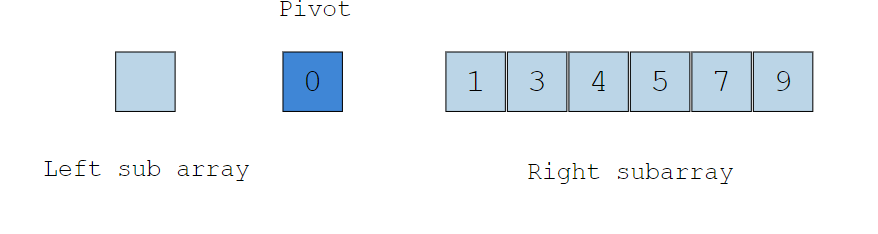 Pivot
0 1 3 4 5 7 9
Left sub array
Right subarray